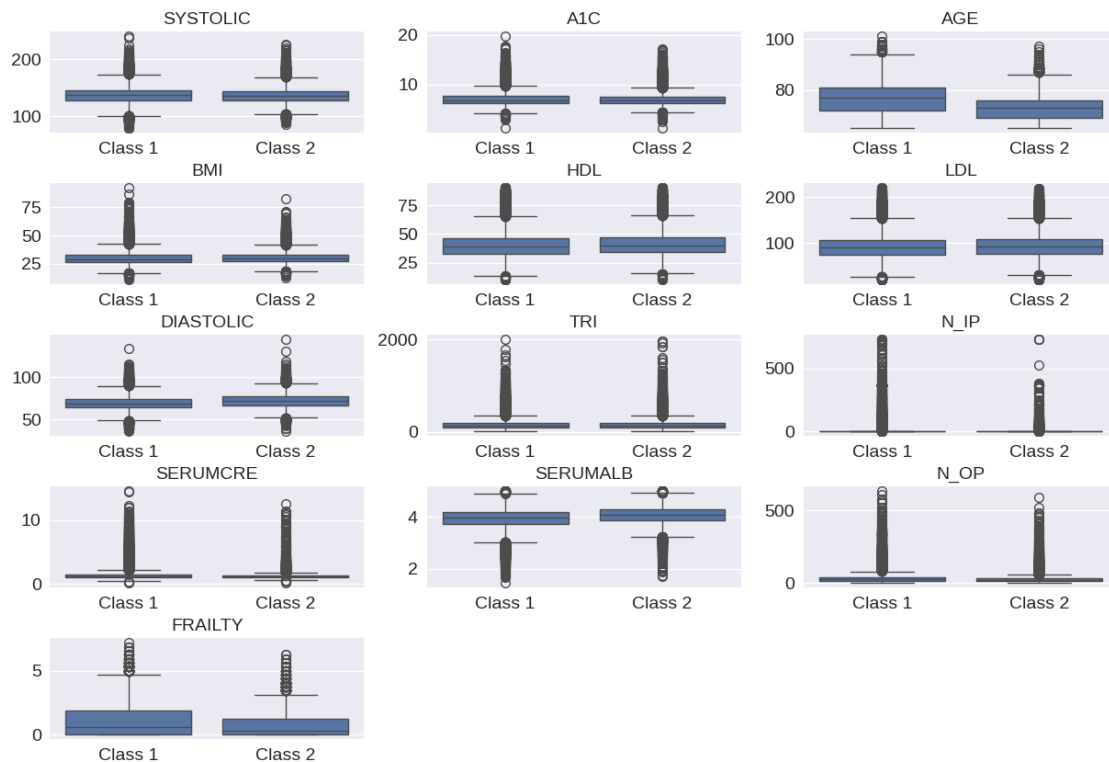 SYSTOLIC
200
100
Class 1
Class 2
A1C
20
10
Class 1
Class 2
AGE
100
80
Class 1
Class 2
BMI
75
50
25
Class 1
Class 2
HDL
75
50
25
Class 1
Class 2
LDL
200
100
Class 1
Class 2
DIASTOLIC
100
50
Class 1
Class 2
TRI
2000
0
Class 1
Class 2
N_IP
500
0
Class 1
Class 2
SERUMCRE
10
0
Class 1
Class 2
SERUMALB
4
2
Class 1
Class 2
N_OP
500
0
Class 1
Class 2
FRAILTY
5
0
Class 1
Class 2